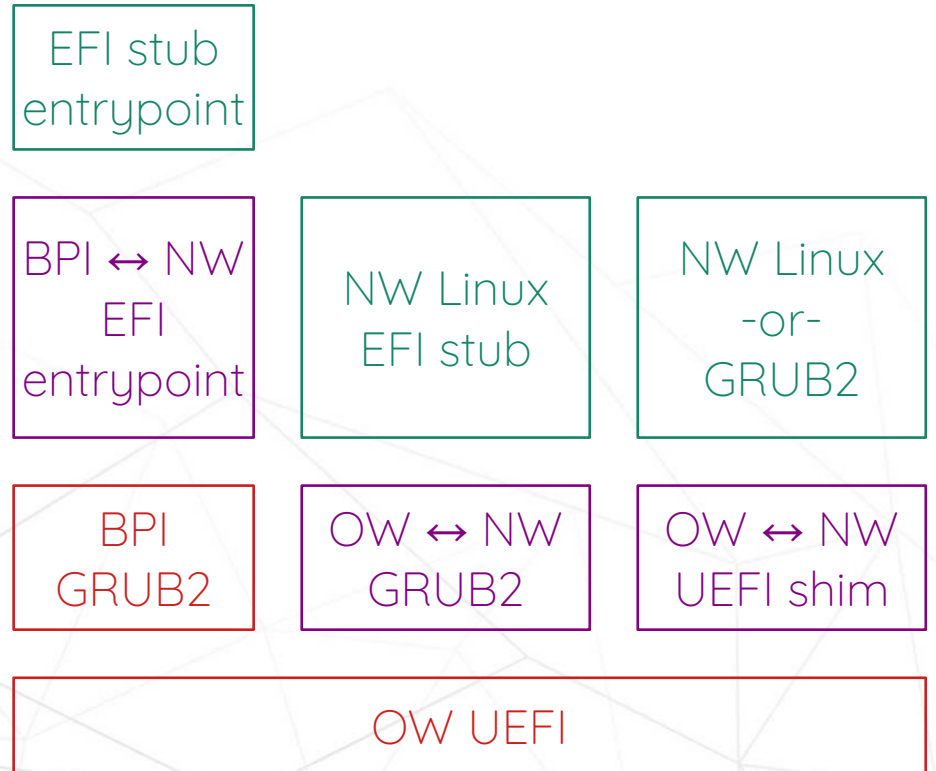 EFI stub
entrypoint
BPI ↔ NW
EFI
entrypoint
NW Linux
EFI stub
NW Linux
-or-
GRUB2
BPI
GRUB2
OW ↔ NW
GRUB2
OW ↔ NW
UEFI shim
OW UEFI